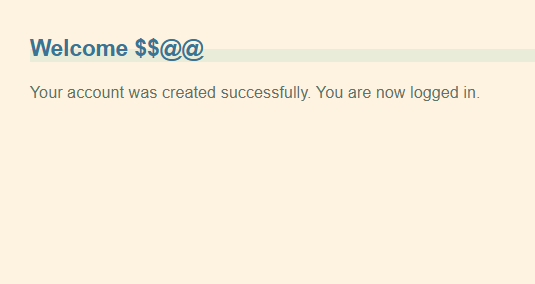 Welcome $$@@
Your account was created successfully. You are now logged in.